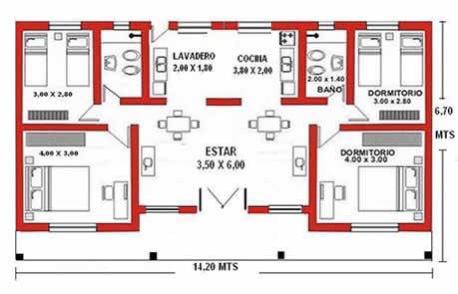 LAVADERO
2,00 X 1,80
COCINA
3,80 X 2,00
2.00 x 1.40
BAÑO
3,00 X 2,80
DORMITORIO
3.00 x 2.80
6,70
MTS
4,00 X 3,00
ESTAR
3,50 X 6,00
DORMITORIO
4.00 x 3.00
14,20 MTS